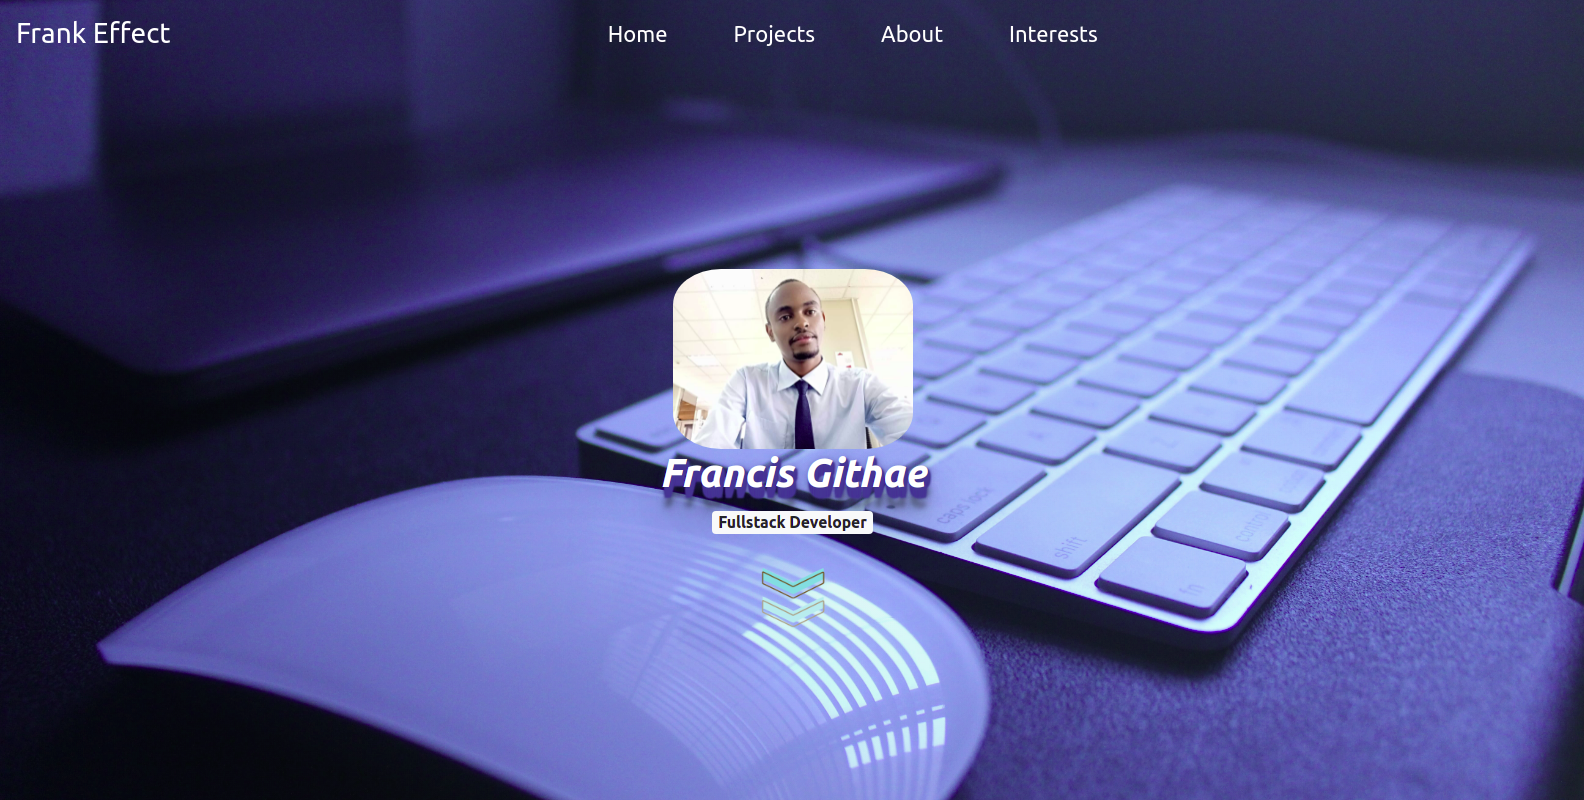 Frank Effect
Home Projects About Interests
Francis Githae
Fullstack Developer
caps lock
shift
control
fn
A
Z